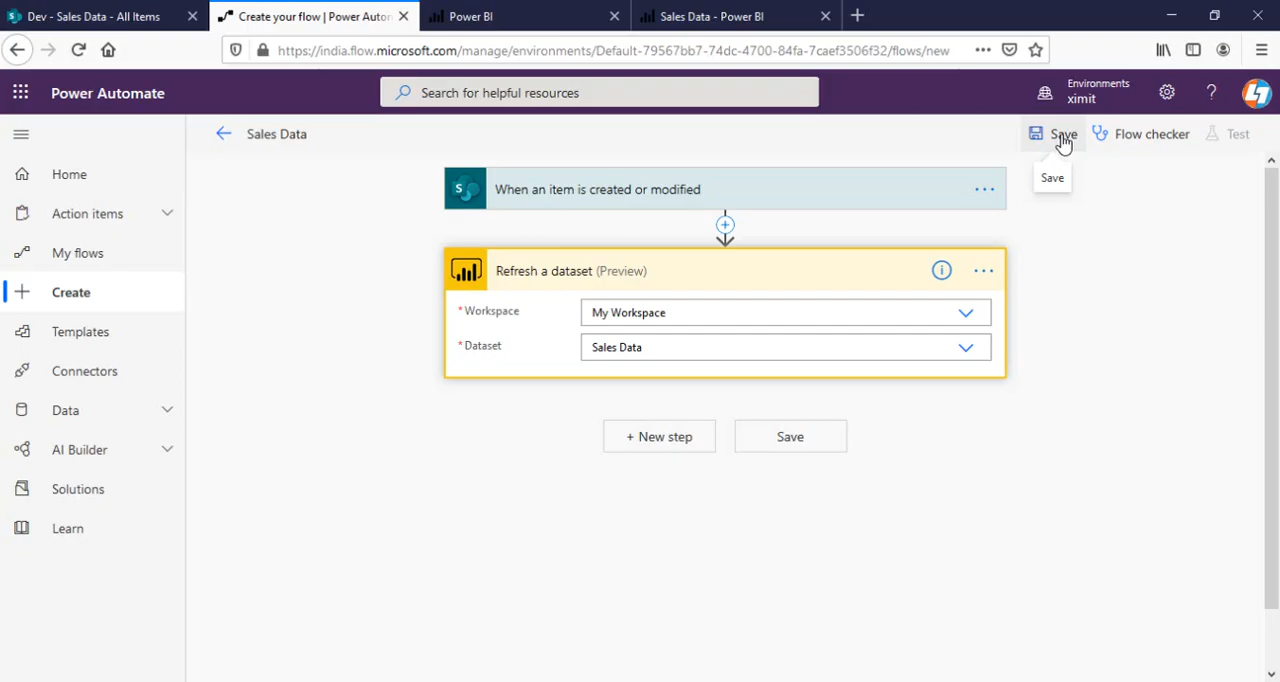 Dev - Sales Data - All Items
Create your flow | Power Autom
Power BI
Sales Data - Power BI
https://india.flow.microsoft.com/manage/environments/Default-79567bb7-74dc-4700-84fa-7caef3506f32/flows/new
Power Automate
Search for helpful resources
Environments
ximit
Sales Data
Save
Flow checker
Test
Save
Home
Action items
My flows
Create
Templates
Connectors
Data
AI Builder
Solutions
Learn
When an item is created or modified
Refresh a dataset (Preview)
* Workspace
My Workspace
* Dataset
Sales Data
+ New step
Save